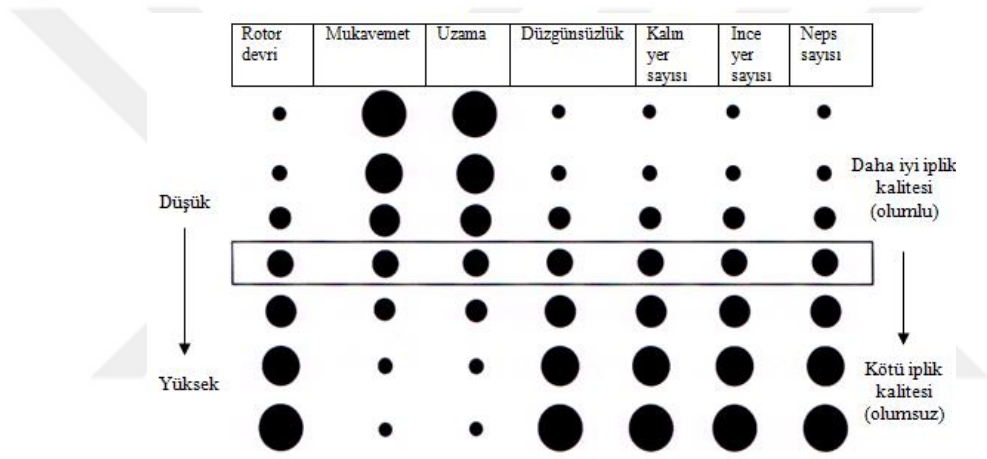 Rotor devri
Mukavemet
Uzama
Düzgünsüzlük
Kalın yer sayısı
Ince yer sayısı
Neps sayısı
Düşük
Yüksek
Daha iyi iplik
kalitesi
(olumlu)
Kötü iplik
kalitesi
(olumsuz)